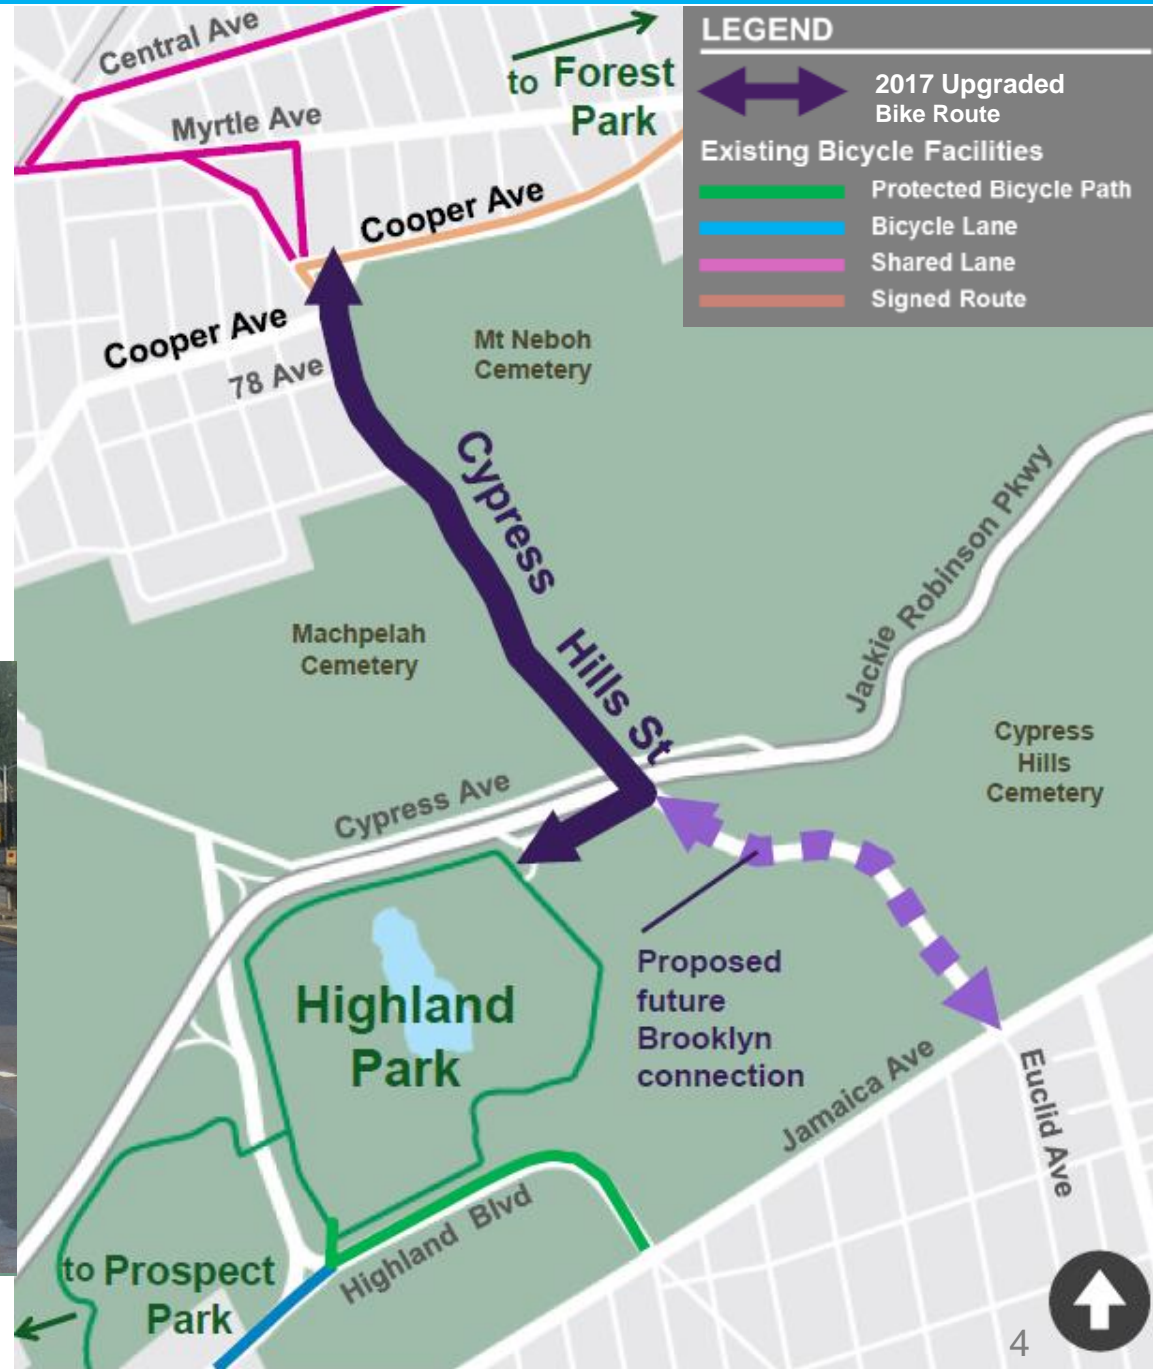 Central Ave
to Forest
Park
Myrtle Ave
Cooper Ave
LEGEND
2017 Upgraded
Bike Route
Existing Bicycle Facilities
Protected Bicycle Path
Bicycle Lane
Shared Lane
Signed Route
Cooper Ave
78 Ave
Mt Neboh
Cemetery
Cypress
Hills St
Machpelah
Cemetery
Jackie Robinson Pkwy
Cypress
Hills
Cemetery
Cypress Ave
Highland
Park
Proposed
future
Brooklyn
connection
Jamaica Ave
Euclid Ave
Highland Blvd
to Prospect
Park
4